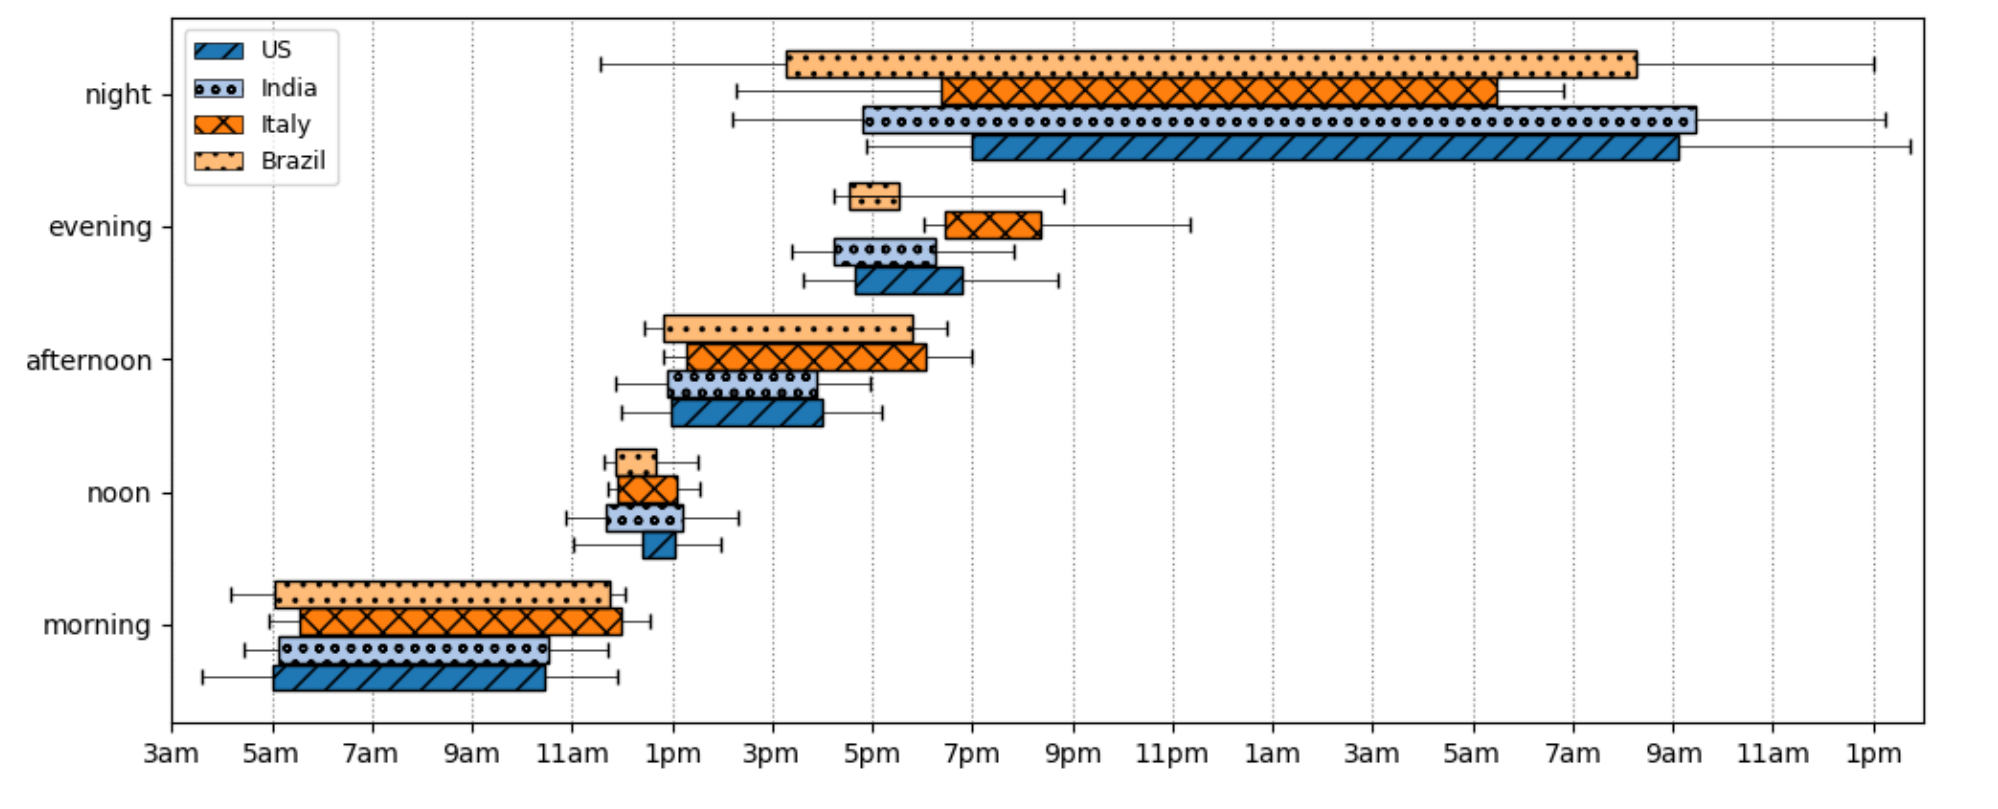 US
India
Italy
Brazil
night
evening
afternoon
noon
morning
3am 5am 7am 9am 11am 1pm 3pm 5pm 7pm 9pm 11pm 1am 3am 5am 7am 9am 11am 1pm